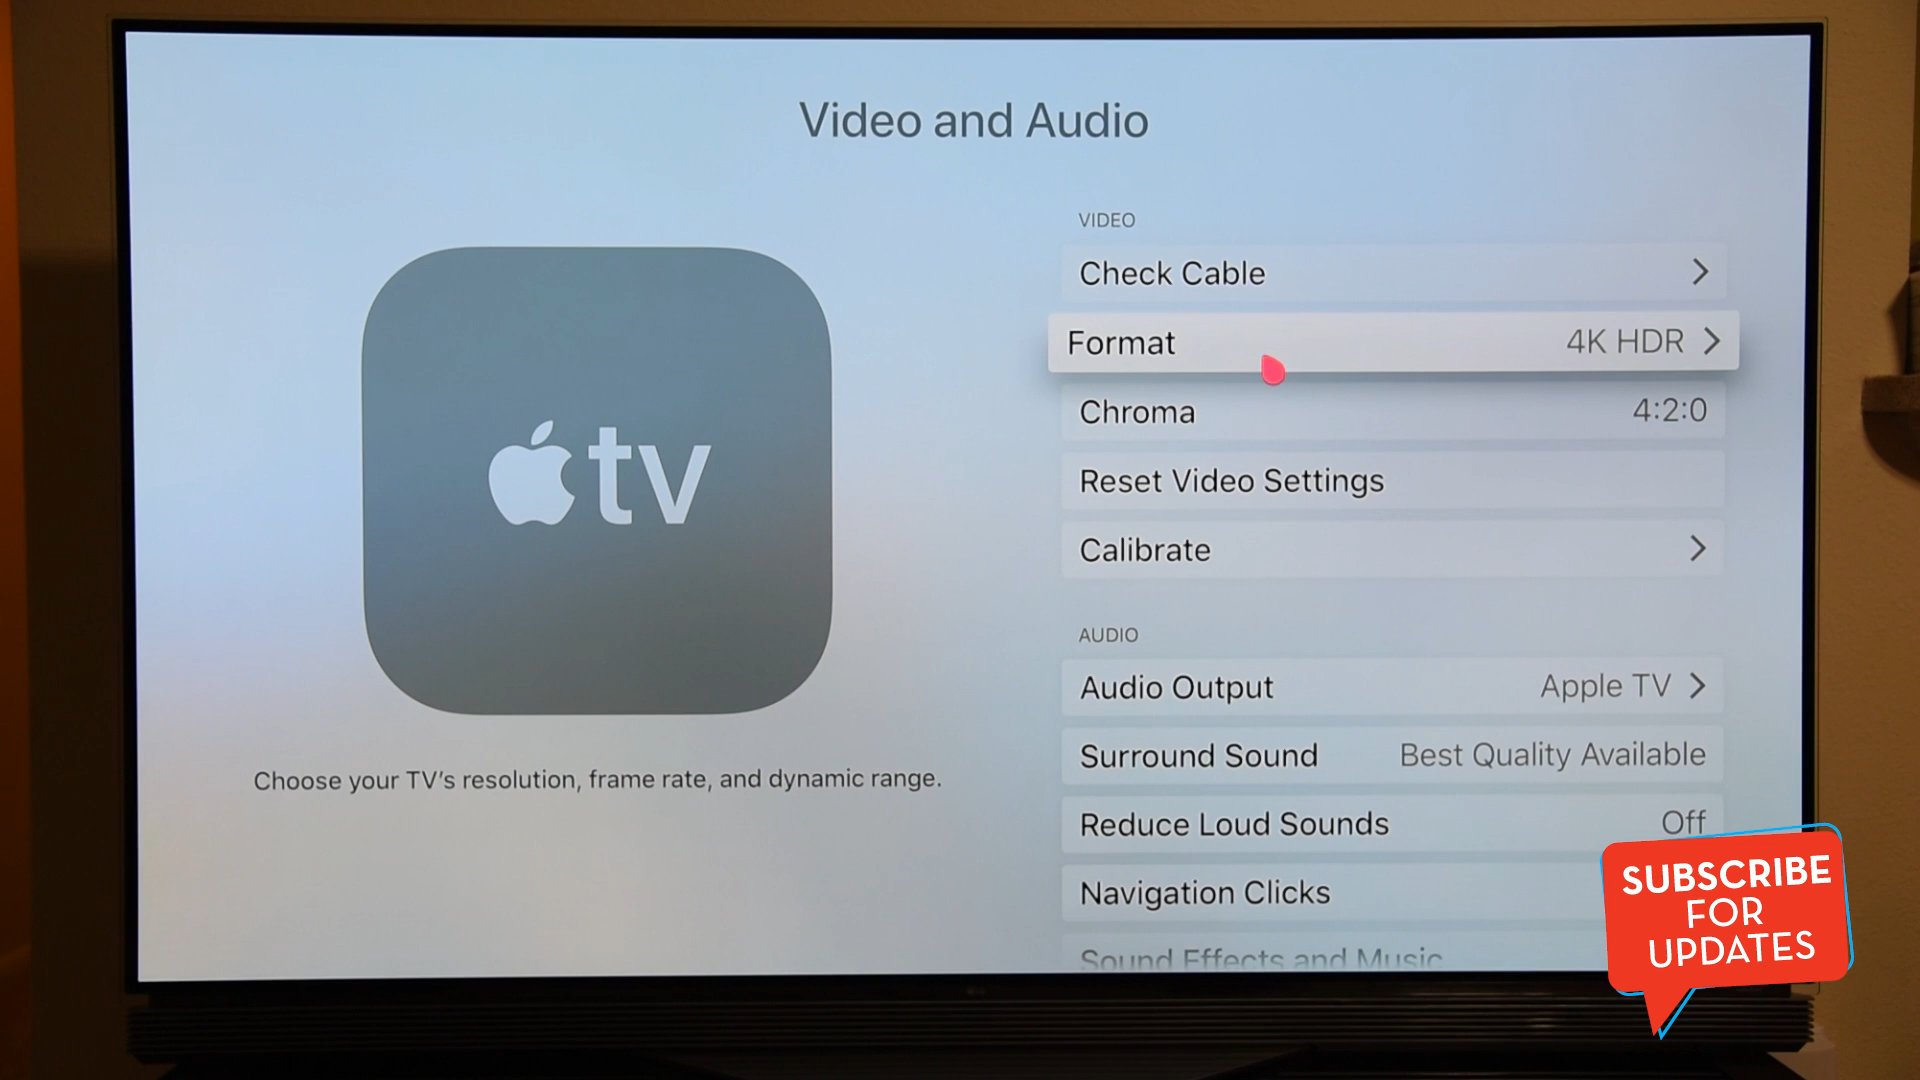 Video and Audio
VIDEO
Check Cable
Format 4K HDR
Chroma 4:2:0
Reset Video Settings
Calibrate
AUDIO
Audio Output Apple TV
Surround Sound Best Quality Available
Reduce Loud Sounds Off
Navigation Clicks
Sound Effects and Music
tv
Choose your TV's resolution, frame rate, and dynamic range.
SUBSCRIBE
FOR
UPDATES